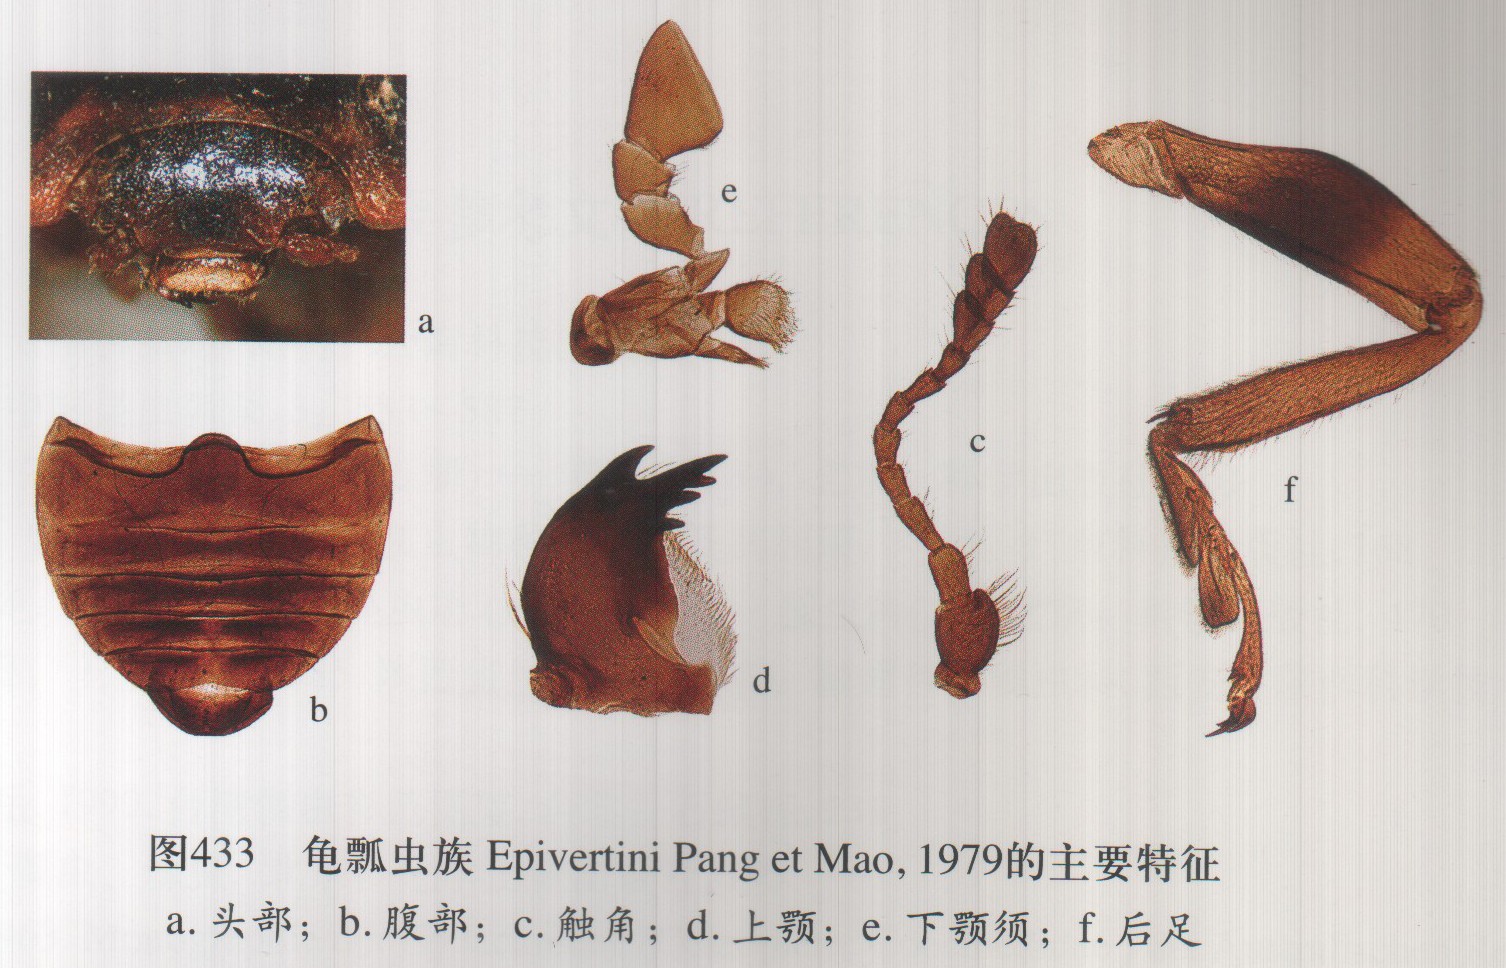 e
a
c
f
d
b
图433 龟瓢虫族 Epivertini Pang et Mao, 1979的主要特征
a. 头部; b. 腹部; c. 触角; d. 上颚; e. 下颚须; f. 后足